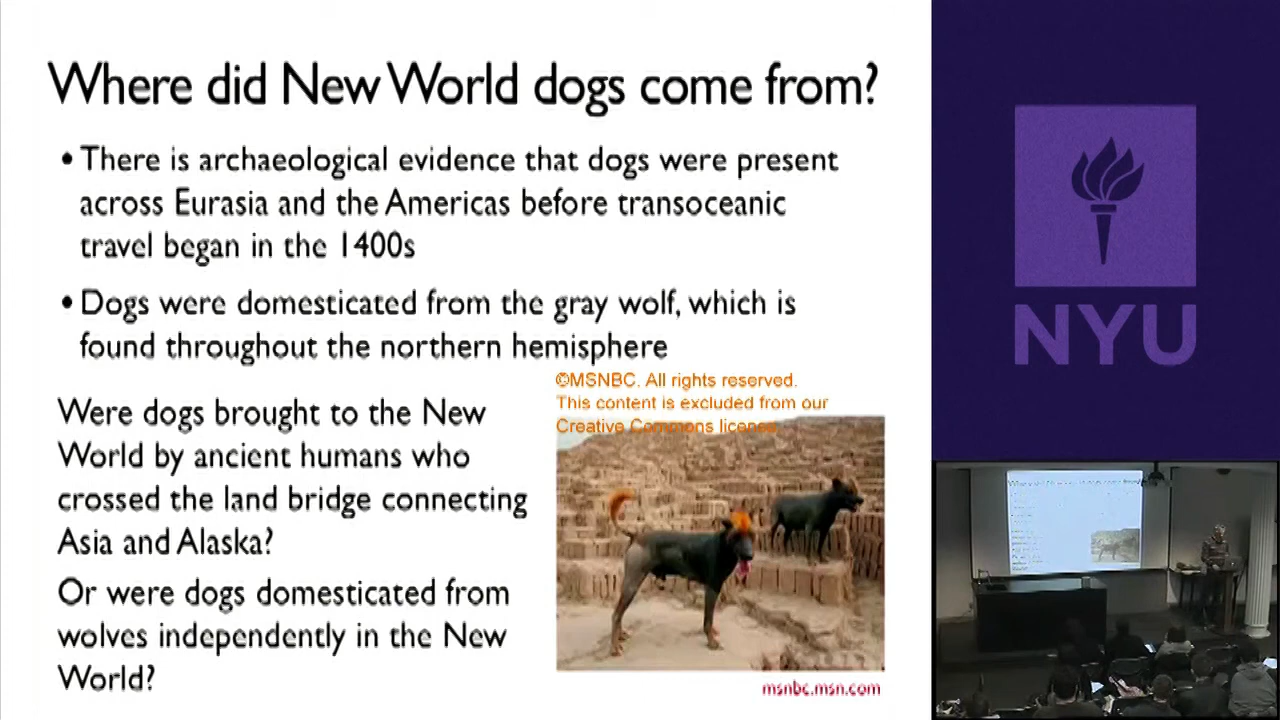 Where did New World dogs come from?
• There is archaeological evidence that dogs were present
across Eurasia and the Americas before transoceanic
travel began in the 1400s
• Dogs were domesticated from the gray wolf, which is
found throughout the northern hemisphere
©MSNBC. All rights reserved.
This content is excluded from our
Creative Commons license.
Were dogs brought to the New
World by ancient humans who
crossed the land bridge connecting
Asia and Alaska?
Or were dogs domesticated from
wolves independently in the New
World?
msnbc.msn.com
NYU